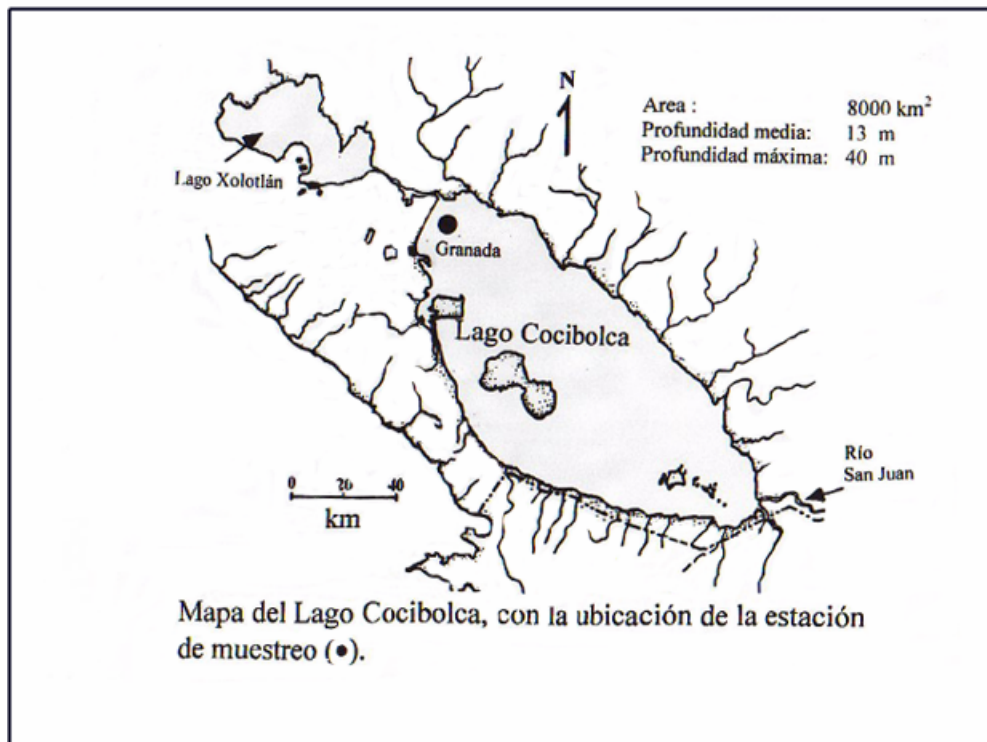 N
Area : 8000 km²
Profundidad media: 13 m
Profundidad máxima: 40 m
Lago Xolotlán
Granada
Lago Cocibolca
Río
San Juan
0 20 40
km
Mapa del Lago Cocibolca, con la ubicación de la estación
de muestreo (●).